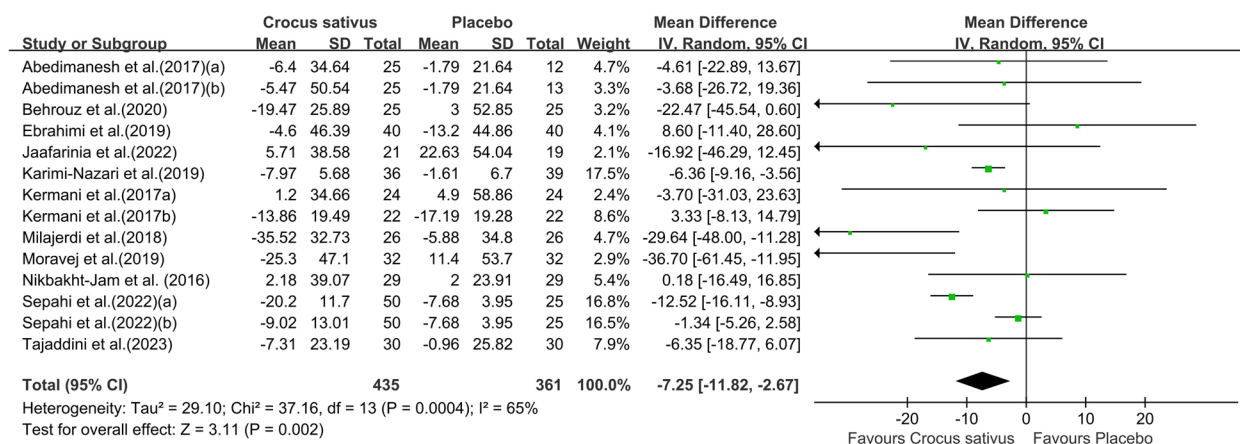 Crocus sativus Placebo Mean Difference Mean Difference
Study or Subgroup Mean SD Total Mean SD Total Weight IV, Random, 95% CI IV, Random, 95% CI
Abedimanesh et al.(2017)(a) -6.4 34.64 25 -1.79 21.64 12 4.7% -4.61 [-22.89, 13.67]
Abedimanesh et al.(2017)(b) -5.47 50.54 25 -1.79 21.64 13 3.3% -3.68 [-26.72, 19.36]
Behrouz et al.(2020) -19.47 25.89 25 3 52.85 25 3.2% -22.47 [-45.54, 0.60]
Ebrahimi et al.(2019) -4.6 46.39 40 -13.2 44.86 40 4.1% 8.60 [-11.40, 28.60]
Jaafarinia et al.(2022) 5.71 38.58 21 22.63 54.04 19 2.1% -16.92 [-46.29, 12.45]
Karimi-Nazari et al.(2019) -7.97 5.68 36 -1.61 6.7 39 17.5% -6.36 [-9.16, -3.56]
Kermani et al.(2017a) 1.2 34.66 24 4.9 58.86 24 2.4% -3.70 [-31.03, 23.63]
Kermani et al.(2017b) -13.86 19.49 22 -17.19 19.28 22 8.6% 3.33 [-8.13, 14.79]
Milajerdi et al.(2018) -35.52 32.73 26 -5.88 34.8 26 4.7% -29.64 [-48.00, -11.28]
Moravej et al.(2019) -25.3 47.1 32 11.4 53.7 32 2.9% -36.70 [-61.45, -11.95]
Nikbakht-Jam et al. (2016) 2.18 39.07 29 2 23.91 29 5.4% 0.18 [-16.49, 16.85]
Sepahi et al.(2022)(a) -20.2 11.7 50 -7.68 3.95 25 16.8% -12.52 [-16.11, -8.93]
Sepahi et al.(2022)(b) -9.02 13.01 50 -7.68 3.95 25 16.5% -1.34 [-5.26, 2.58]
Tajaddini et al.(2023) -7.31 23.19 30 -0.96 25.82 30 7.9% -6.35 [-18.77, 6.07]
Total (95% CI) 435 361 100.0% -7.25 [-11.82, -2.67]
Heterogeneity: Tau² = 29.10; Chi² = 37.16, df = 13 (P = 0.0004); I² = 65%
Test for overall effect: Z = 3.11 (P = 0.002)
-20 -10 0 10 20
Favours Crocus sativus Favours Placebo